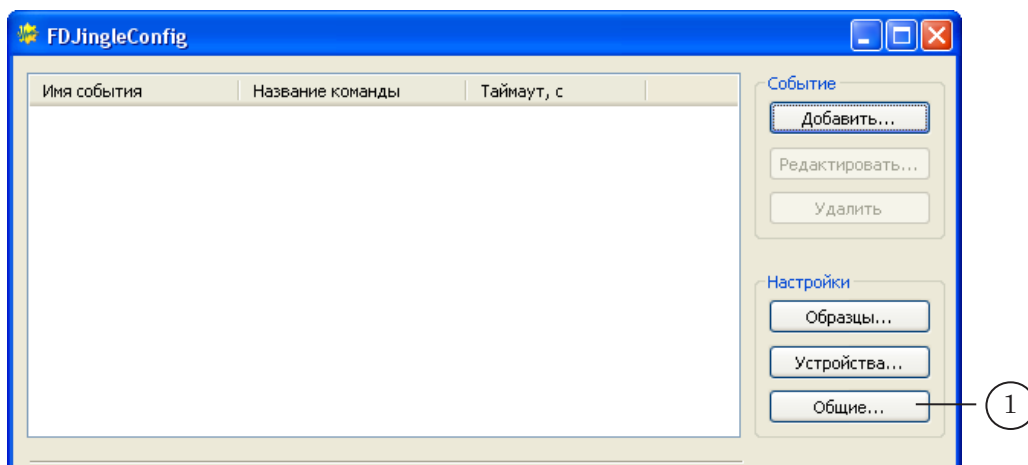 FDJingleConfig
Имя события Название команды Таймаут, с
Событие
Добавить...
Редактировать...
Удалить
Настройки
Образцы...
Устройства...
Общие...
1